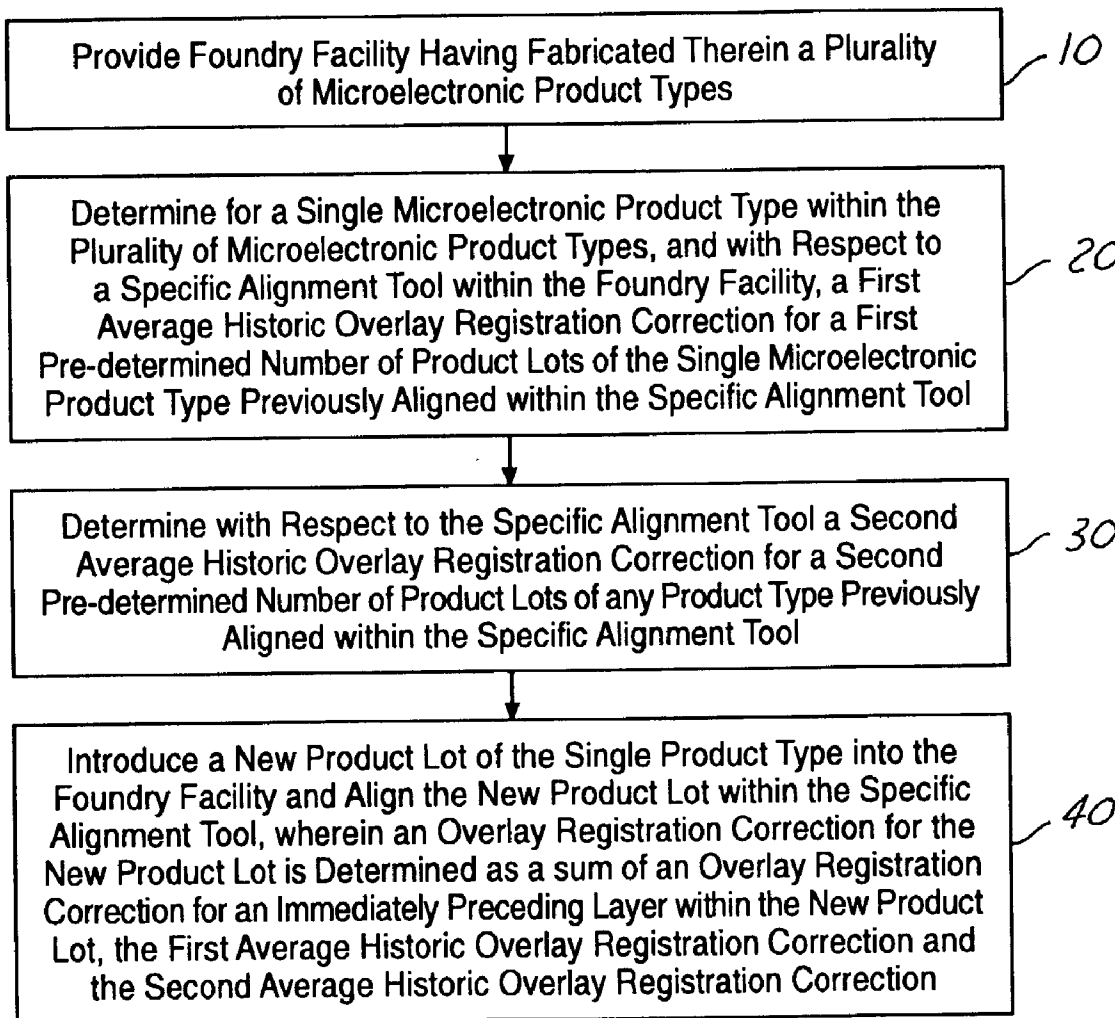 Provide Foundry Facility Having Fabricated Therein a Plurality
of Microelectronic Product Types
10
Determine for a Single Microelectronic Product Type within the
Plurality of Microelectronic Product Types, and with Respect to
a Specific Alignment Tool within the Foundry Facility, a First
Average Historic Overlay Registration Correction for a First
Pre-determined Number of Product Lots of the Single Microelectronic
Product Type Previously Aligned within the Specific Alignment Tool
20
Determine with Respect to the Specific Alignment Tool a Second
Average Historic Overlay Registration Correction for a Second
Pre-determined Number of Product Lots of any Product Type Previously
Aligned within the Specific Alignment Tool
30
Introduce a New Product Lot of the Single Product Type into the
Foundry Facility and Align the New Product Lot within the Specific
Alignment Tool, wherein an Overlay Registration Correction for the
New Product Lot is Determined as a sum of an Overlay Registration
Correction for an Immediately Preceding Layer within the New Product
Lot, the First Average Historic Overlay Registration Correction and
the Second Average Historic Overlay Registration Correction
40